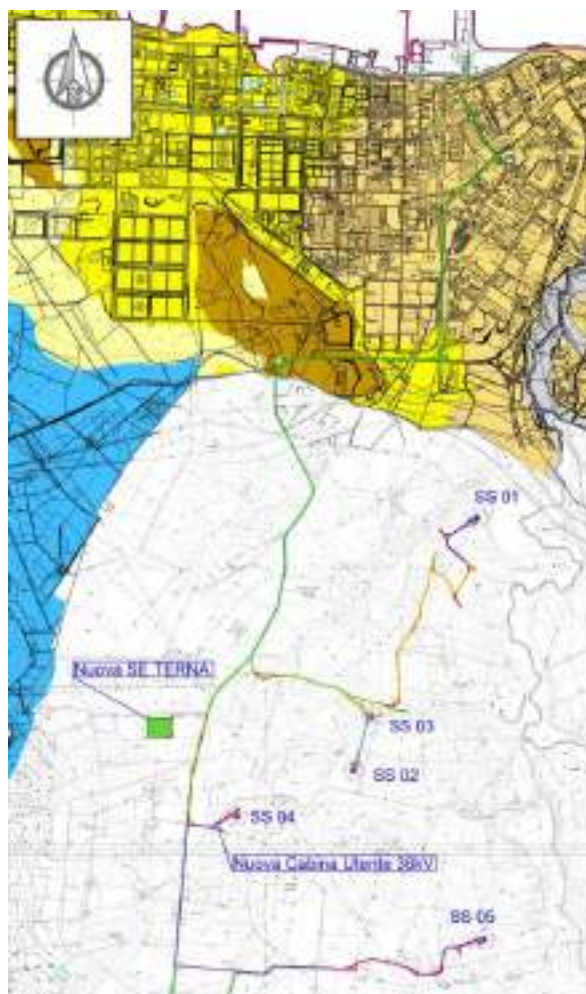 SS 01
Nuova SE TERNA
SS 03
SS 02
SS 04
Nuova Cabina Utente 36kV
SS 05